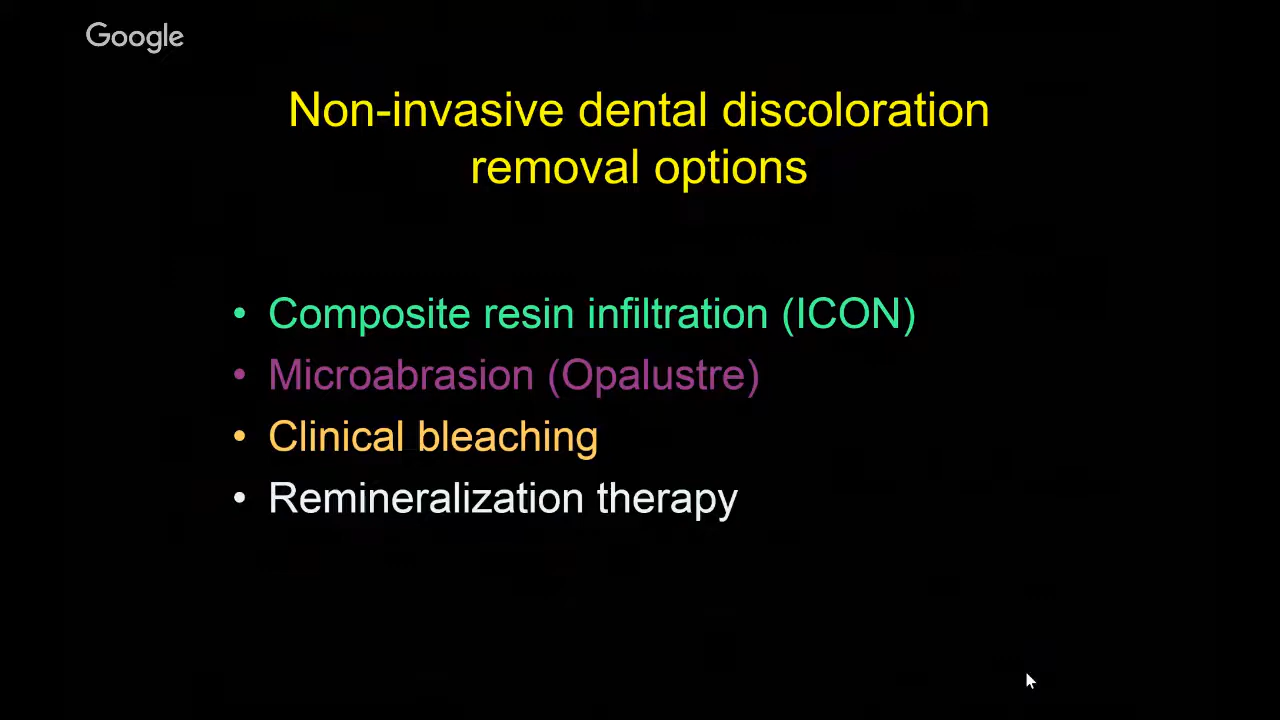 Google
Non-invasive dental discoloration
removal options
• Composite resin infiltration (ICON)
• Microabrasion (Opalustre)
• Clinical bleaching
• Remineralization therapy